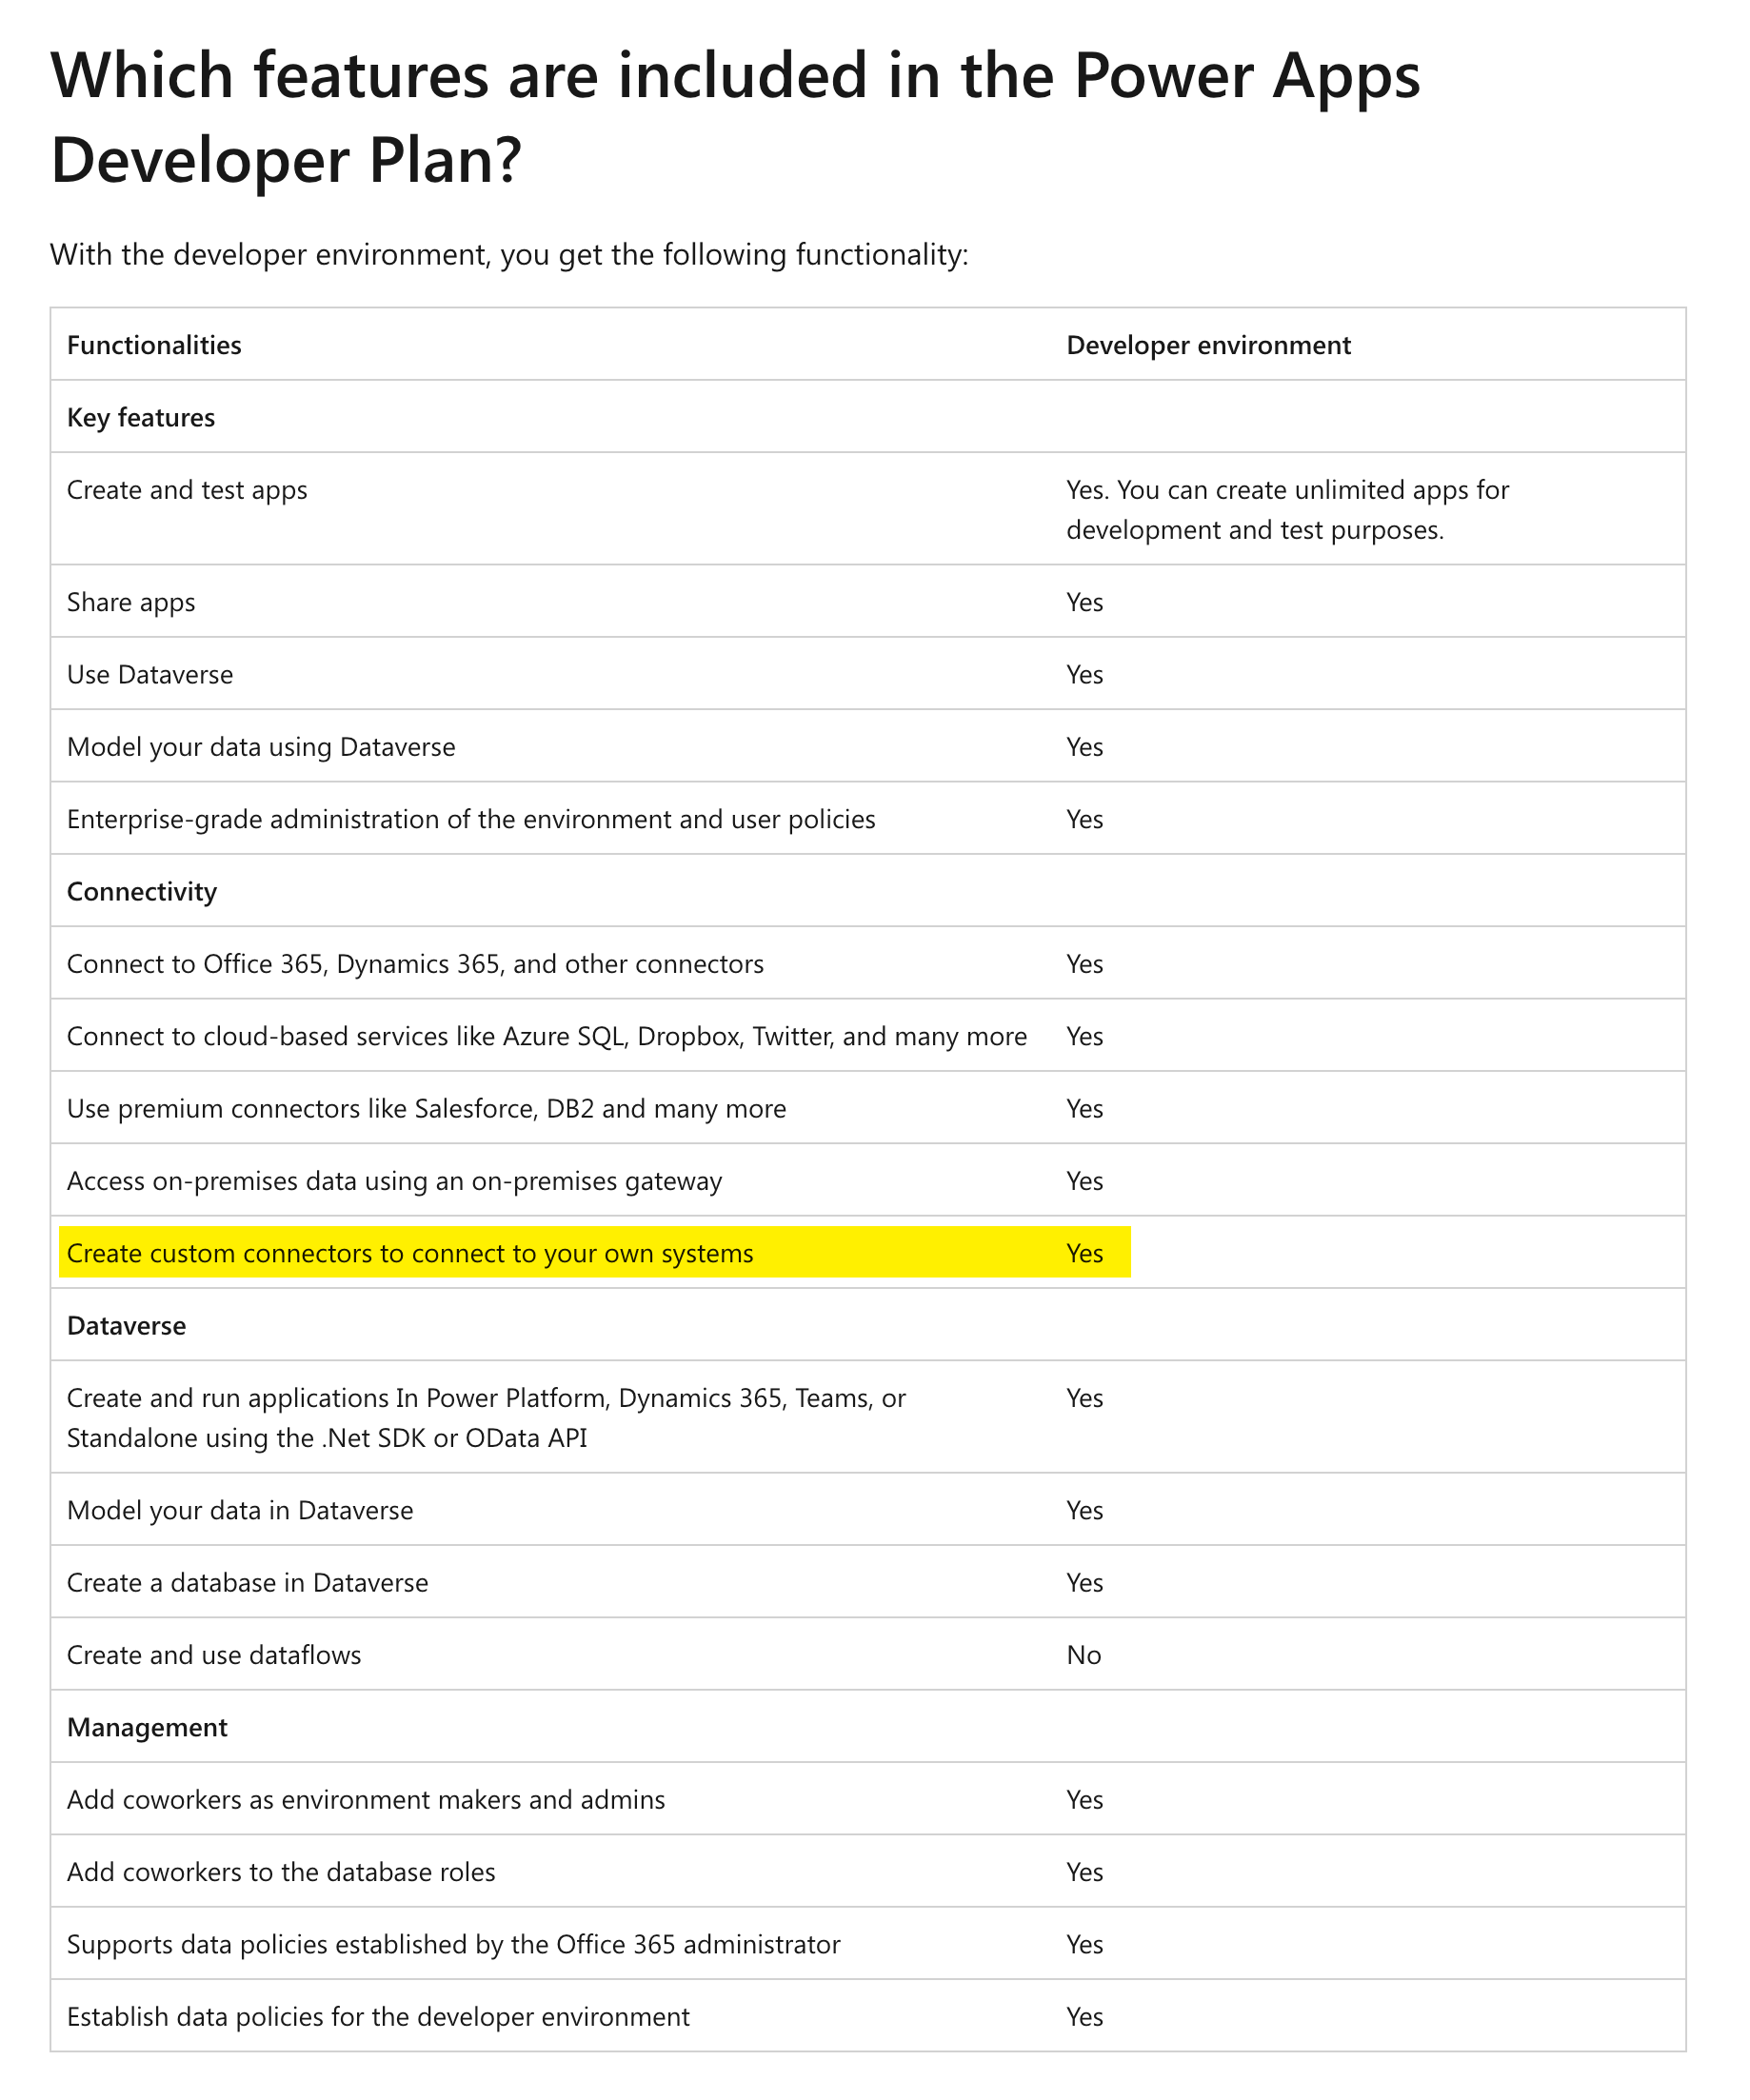 Which features are included in the Power Apps
Developer Plan?
With the developer environment, you get the following functionality:
Functionalities Developer environment
Key features
Create and test apps Yes. You can create unlimited apps for
development and test purposes.
Share apps Yes
Use Dataverse Yes
Model your data using Dataverse Yes
Enterprise-grade administration of the environment and user policies Yes
Connectivity
Connect to Office 365, Dynamics 365, and other connectors Yes
Connect to cloud-based services like Azure SQL, Dropbox, Twitter, and many more Yes
Use premium connectors like Salesforce, DB2 and many more Yes
Access on-premises data using an on-premises gateway Yes
Create custom connectors to connect to your own systems Yes
Dataverse
Create and run applications In Power Platform, Dynamics 365, Teams, or Yes
Standalone using the .Net SDK or OData API
Model your data in Dataverse Yes
Create a database in Dataverse Yes
Create and use dataflows No
Management
Add coworkers as environment makers and admins Yes
Add coworkers to the database roles Yes
Supports data policies established by the Office 365 administrator Yes
Establish data policies for the developer environment Yes